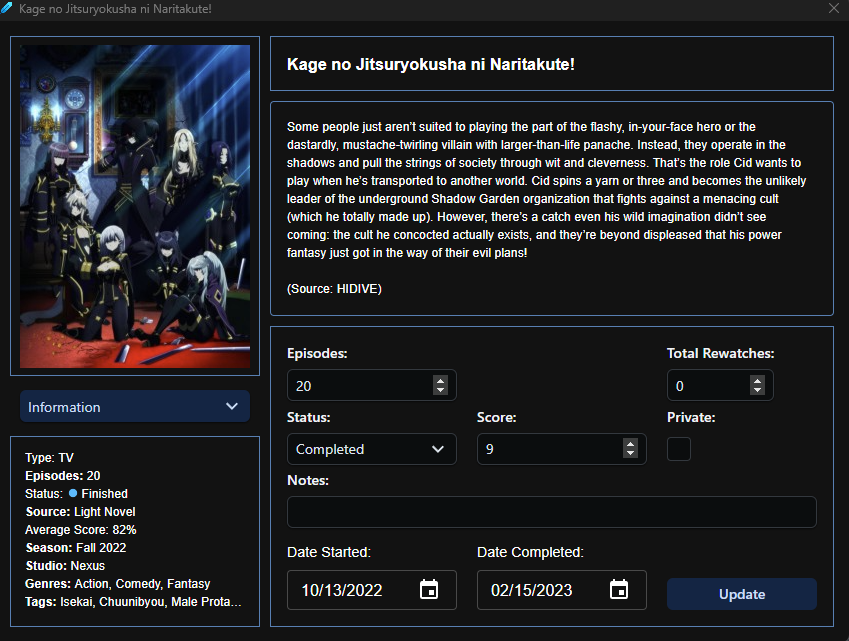 Kage no Jitsuryokusha ni Naritakute!
Kage no Jitsuryokusha ni Naritakute!
Some people just aren’t suited to playing the part of the flashy, in-your-face hero or the
dastardly, mustache-twirling villain with larger-than-life panache. Instead, they operate in the
shadows and pull the strings of society through wit and cleverness. That’s the role Cid wants to
play when he’s transported to another world. Cid spins a yarn or three and becomes the unlikely
leader of the underground Shadow Garden organization that fights against a menacing cult
(which he totally made up). However, there’s a catch even his wild imagination didn’t see
coming: the cult he concocted actually exists, and they’re beyond displeased that his power
fantasy just got in the way of their evil plans!
(Source: HIDIVE)
Information
Type: TV
Episodes: 20
Status: Finished
Source: Light Novel
Average Score: 82%
Season: Fall 2022
Studio: Nexus
Genres: Action, Comedy, Fantasy
Tags: Isekai, Chuunibyou, Male Prota...
Episodes:
Total Rewatches:
20
0
Status:
Score:
Private:
Completed
9
Notes:
Date Started:
Date Completed:
10/13/2022
02/15/2023
Update